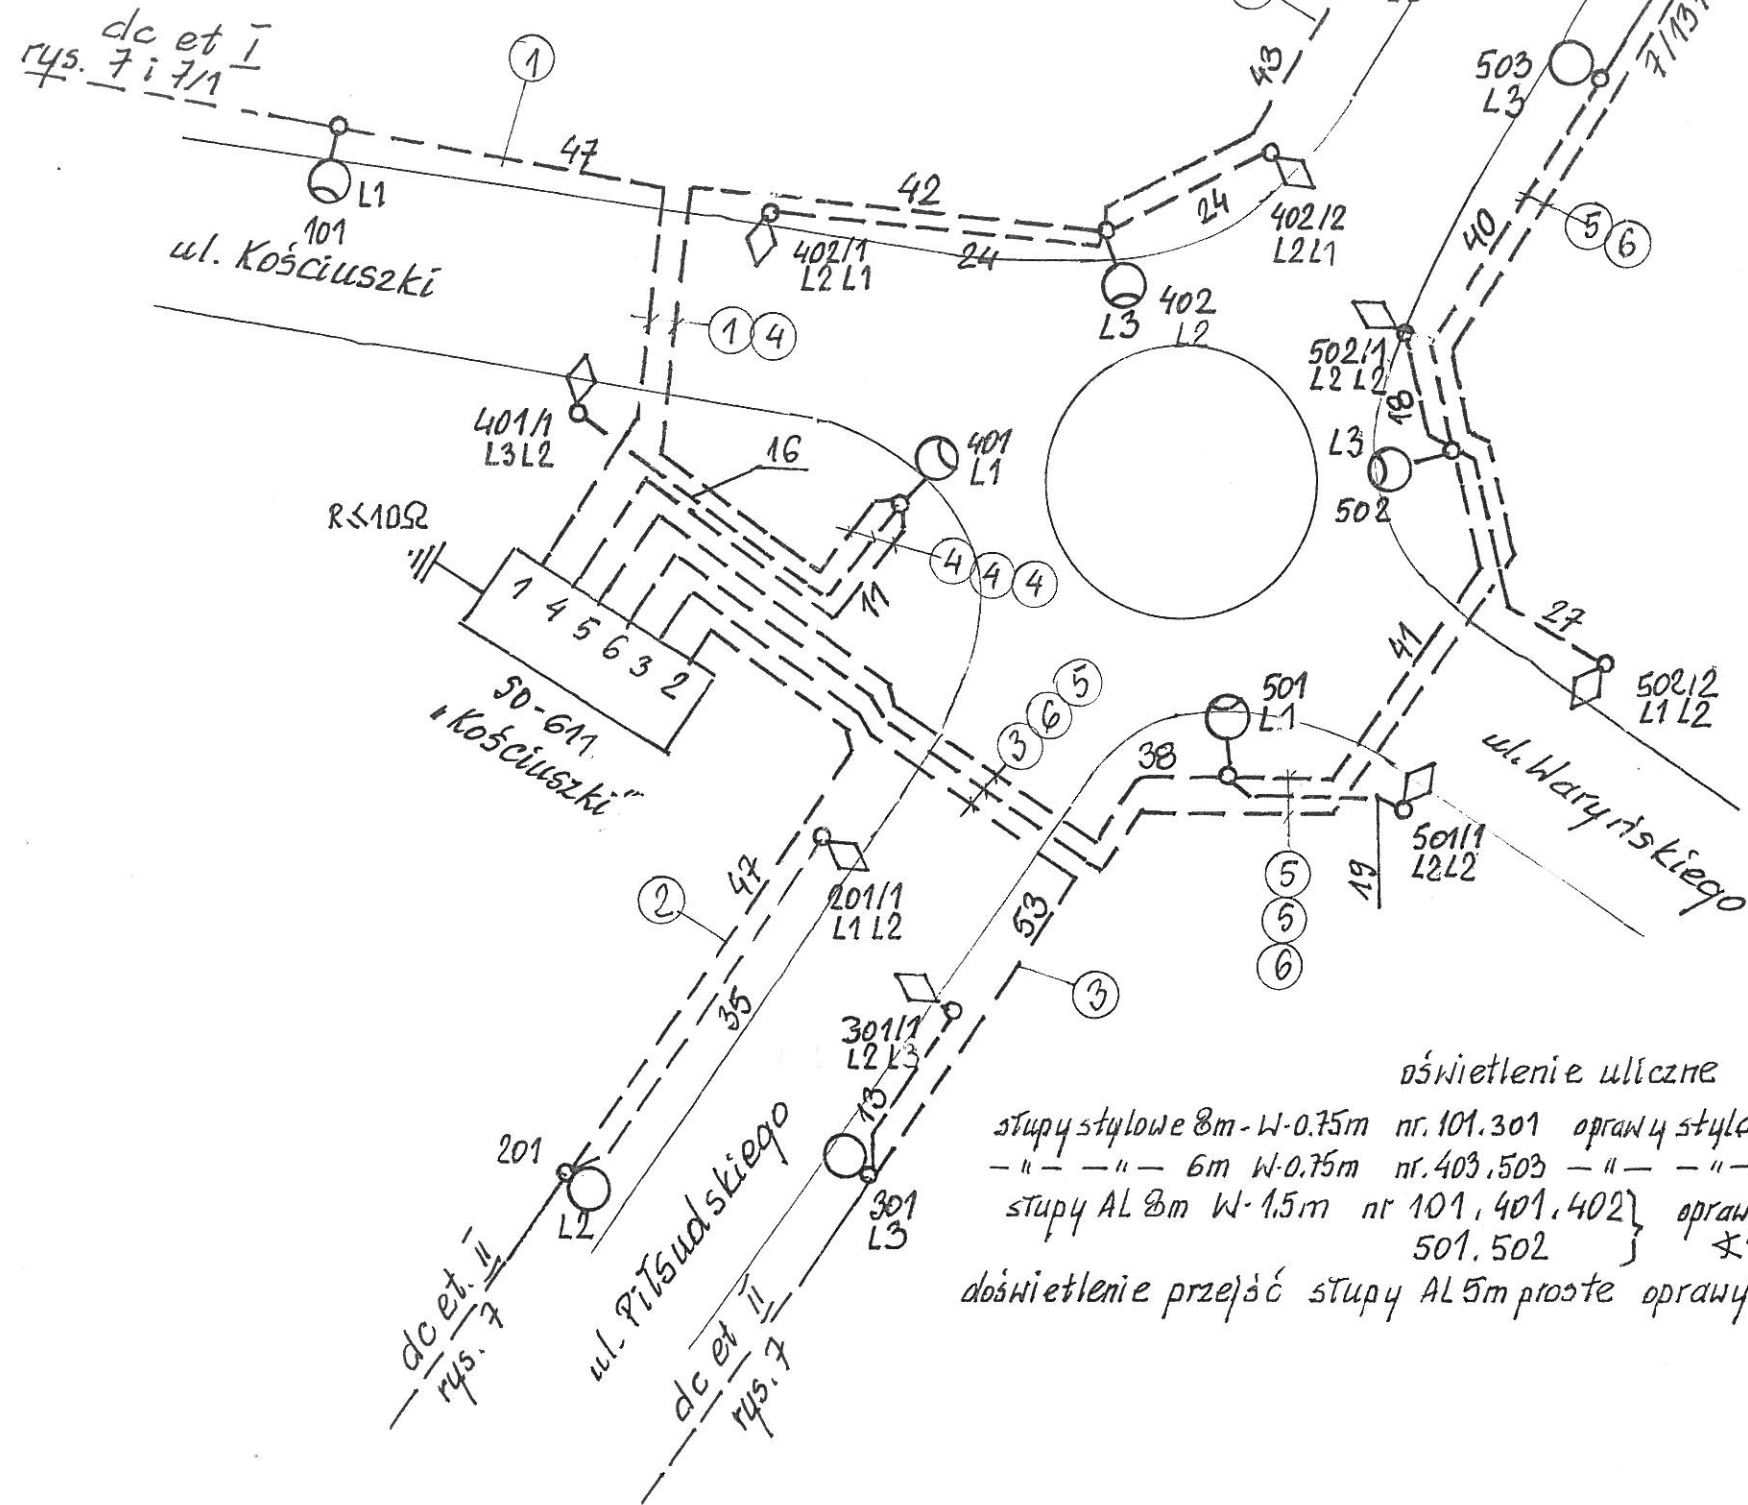 dc et I
rys. 7 i 7/1
1
47
L1
101
ul. Kościuszki
42
24
402/1
L2 L1
43
24
402/2
L2L1
402
L2
L3
1 4
503
L3
7/13
40
5 6
502/1
L2 L2
18
L3
502
401/1
L3 L2
16
401
L1
4 4 4
11
R≤10Ω
1 4 5 6 3 2
SO-611
"Kościuszki"
3 6 5
27
502/2
L1 L2
41
501
L1
38
ul. Waryńskiego
501/1
L2L2
19
5
5
6
47
2
201/1
L1 L2
35
53
3
301/1
L2 L3
13
201
L2
301
L3
ul. Piłsudskiego
dc et. II
rys. 7
dc et II
rys. 7
oświetlenie uliczne
słupy stylowe 8m - W-0.75m nr. 101.301 oprawy
— " — — " — 6m W-0.75m nr. 403.503 — " — — " —
słupy AL 8m W-1.5m nr 101, 401, 402}
501. 502
doświetlenie przejść słupy AL 5m proste oprawy